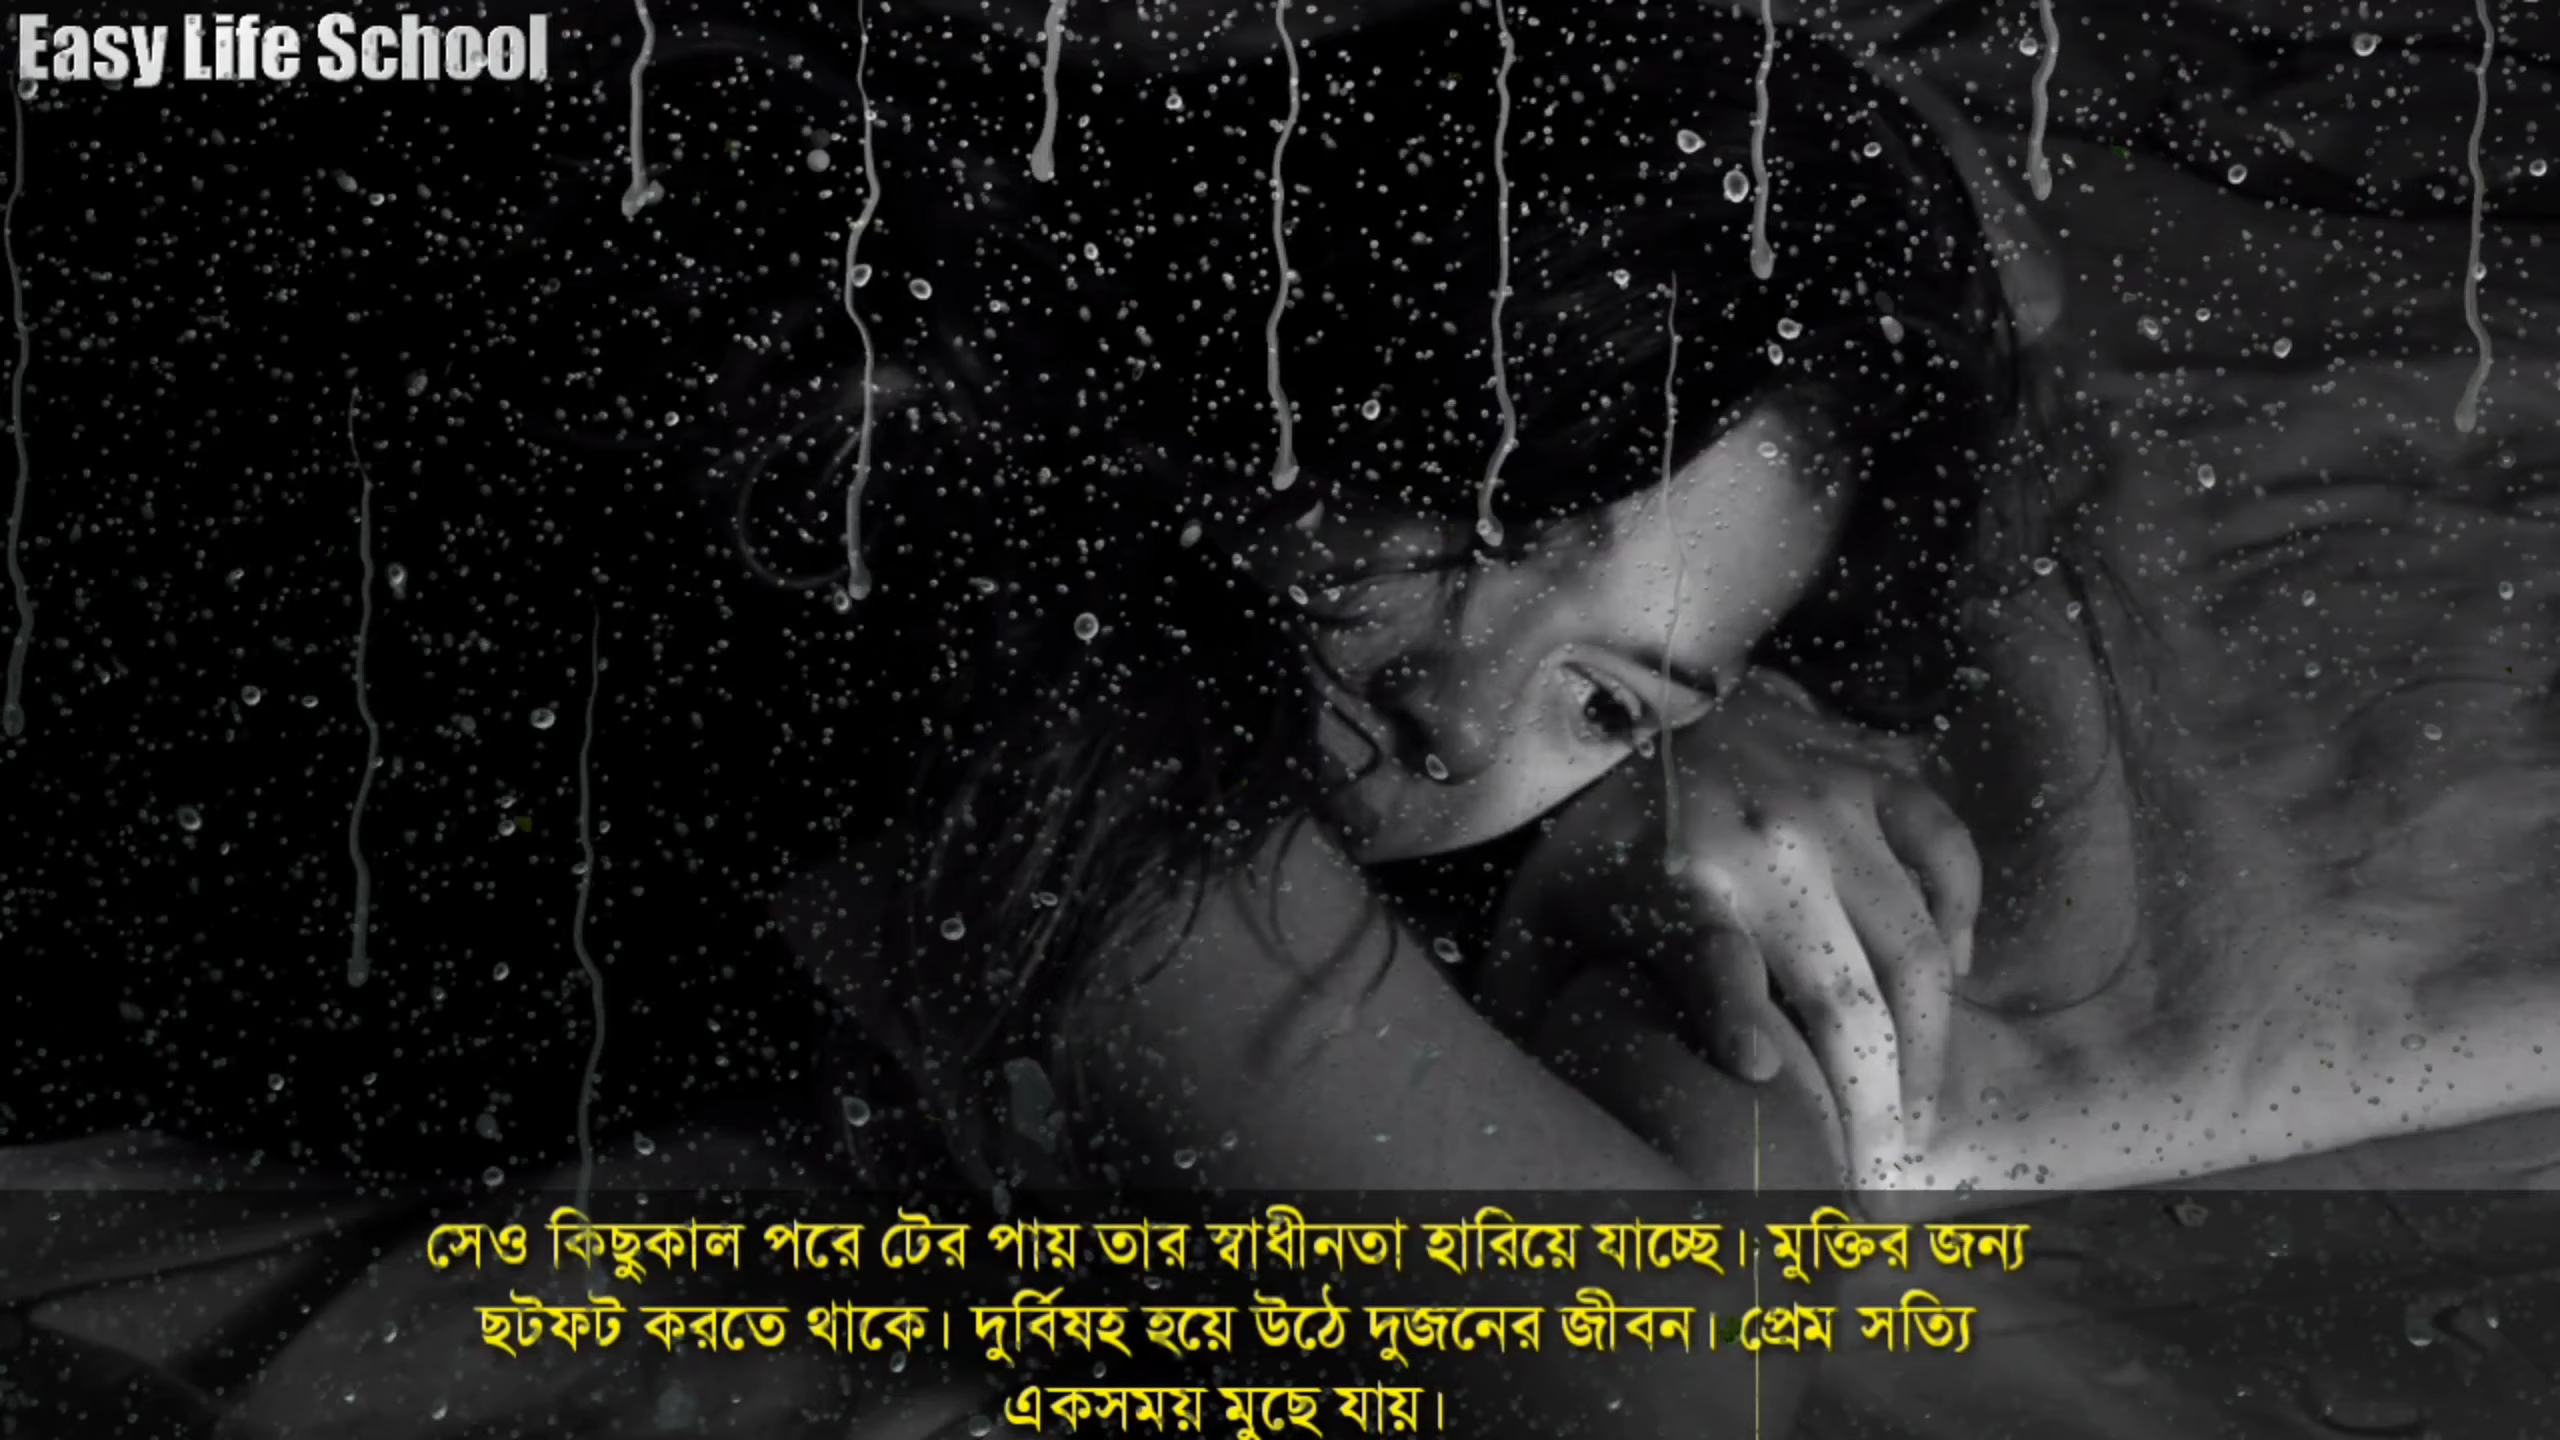 Easy Life School
সেও কিছুকাল পরে টের পায় তার স্বাধীনতা হারিয়ে যাচ্ছে। মুক্তির জন্য
ছটফট করতে থাকে। দুর্বিষহ হয়ে উঠে দুজনের জীবন। প্রেম সত্যি
একসময় মুছে যায়।